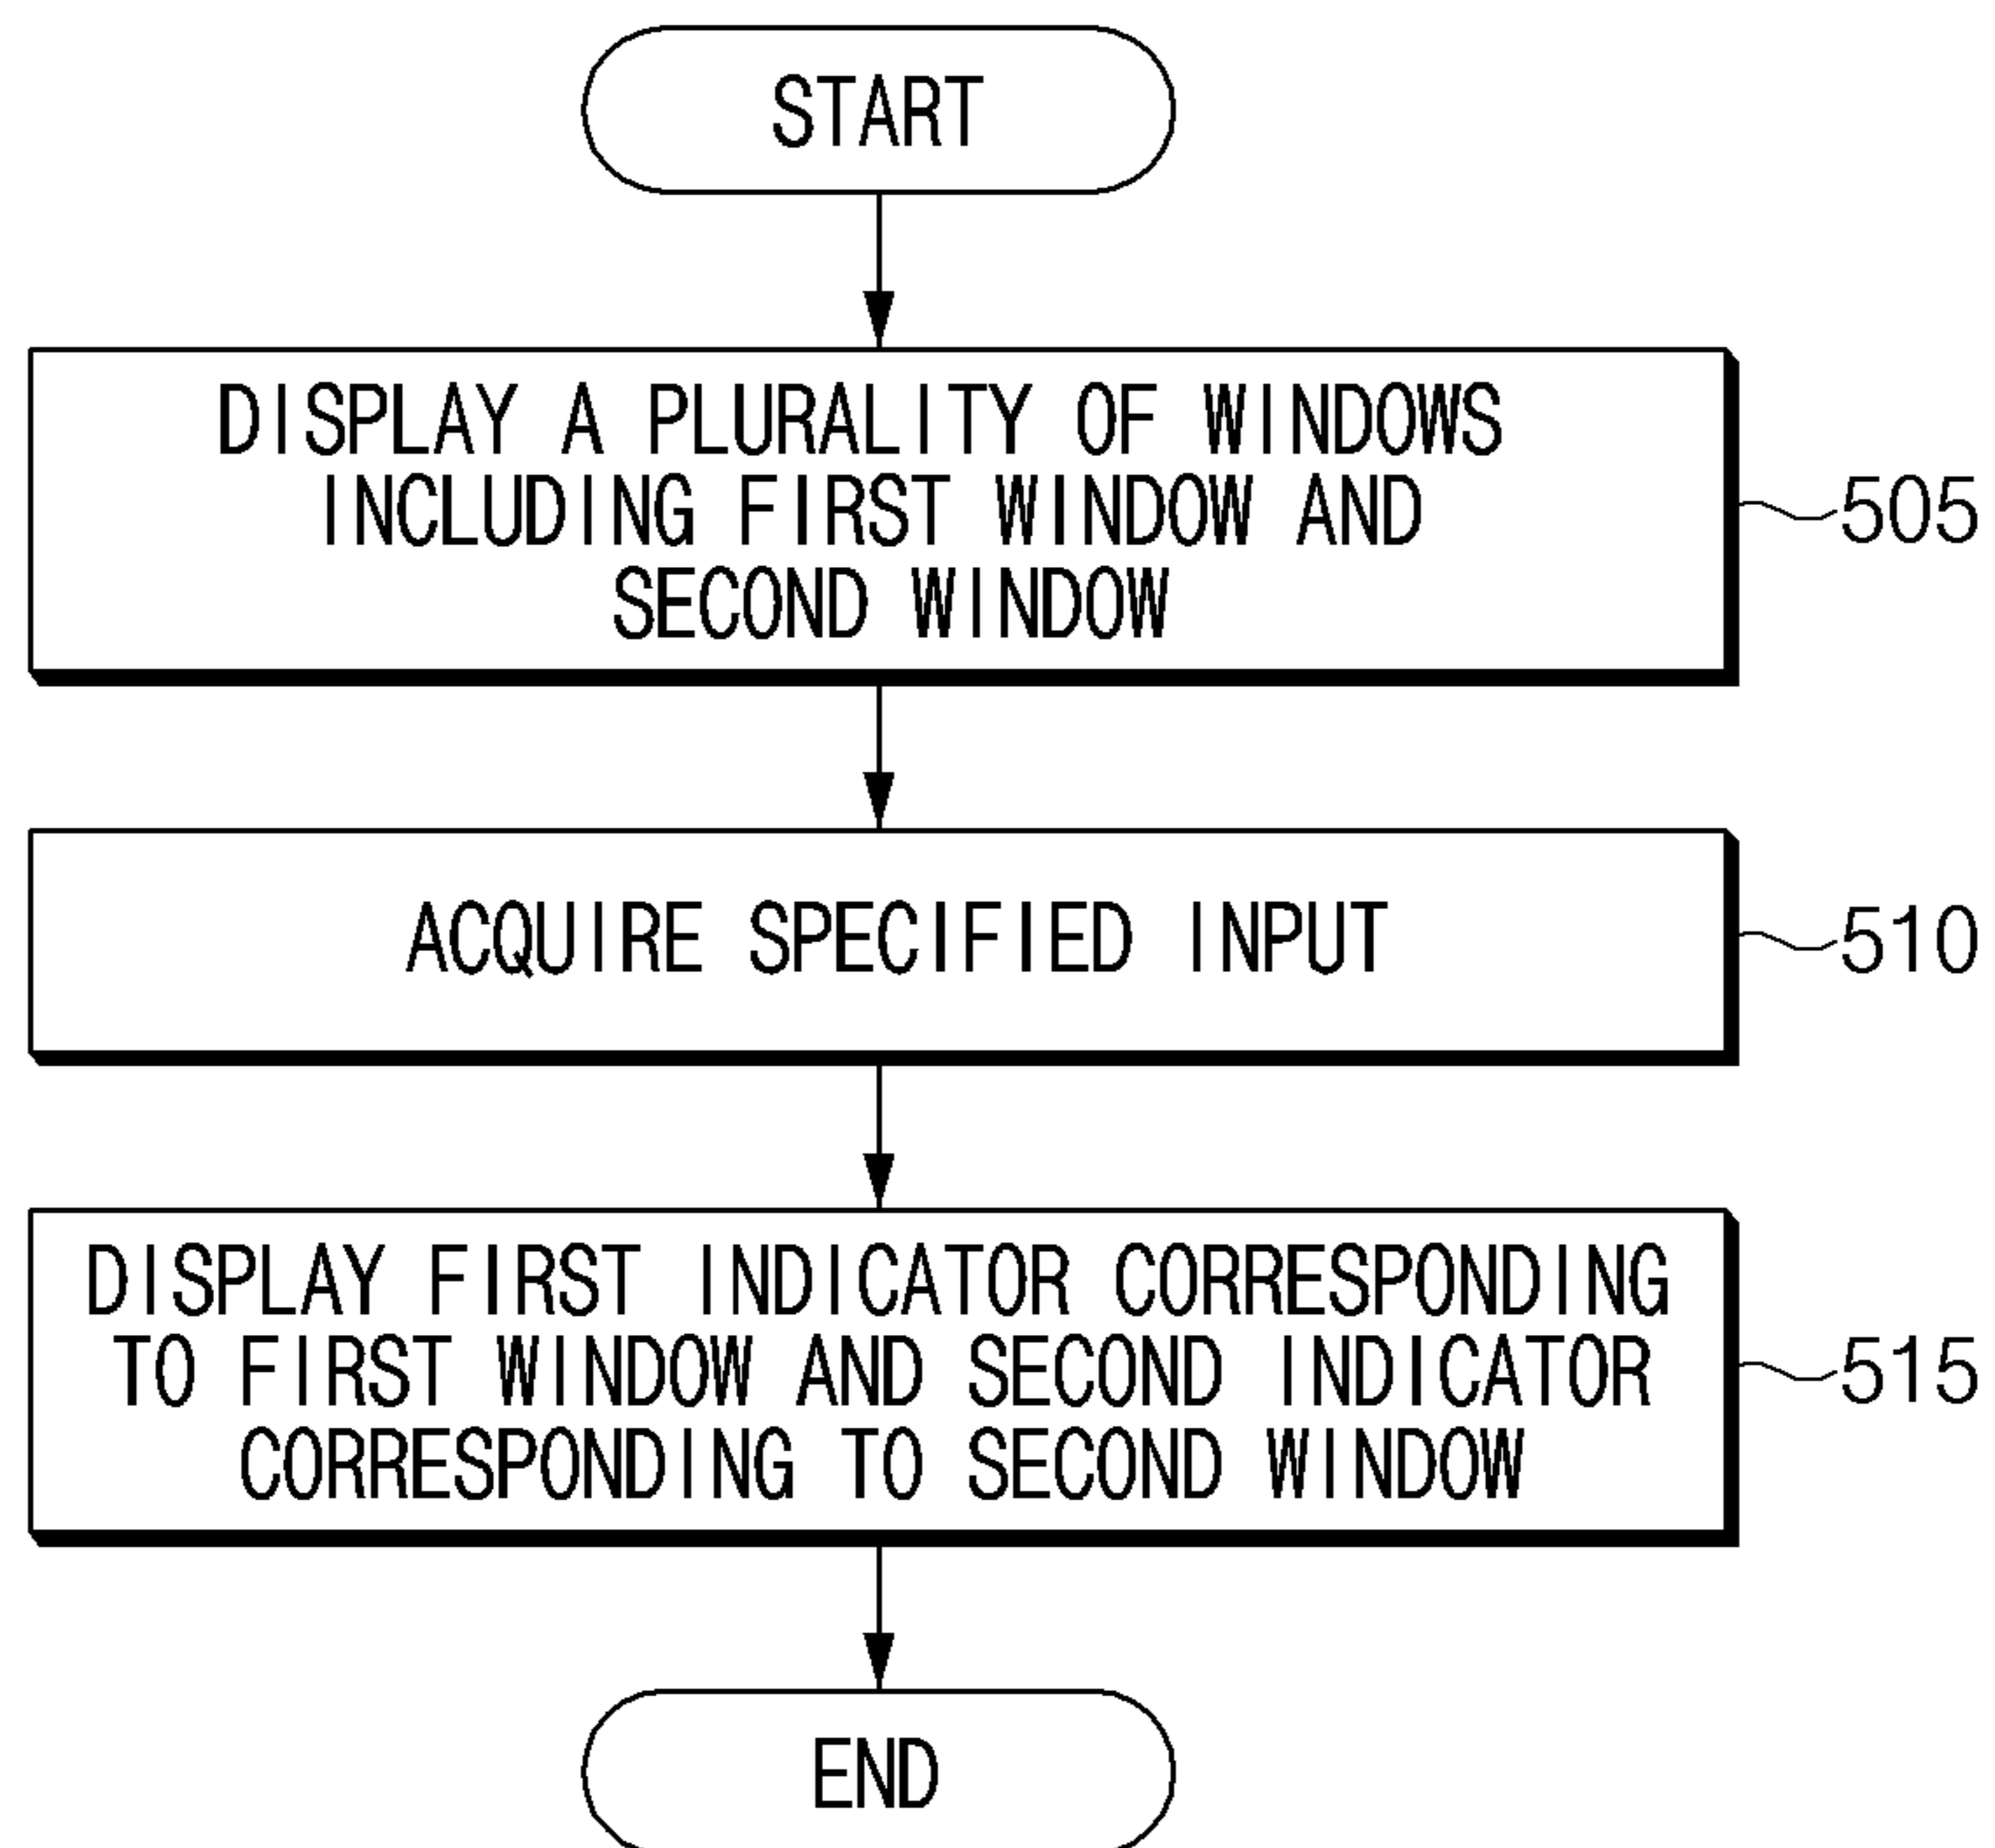 START
DISPLAY A PLURALITY OF WINDOWS
INCLUDING FIRST WINDOW AND
SECOND WINDOW
505
ACQUIRE SPECIFIED INPUT
510
DISPLAY FIRST INDICATOR CORRESPONDING
TO FIRST WINDOW AND SECOND INDICATOR
CORRESPONDING TO SECOND WINDOW
515
END